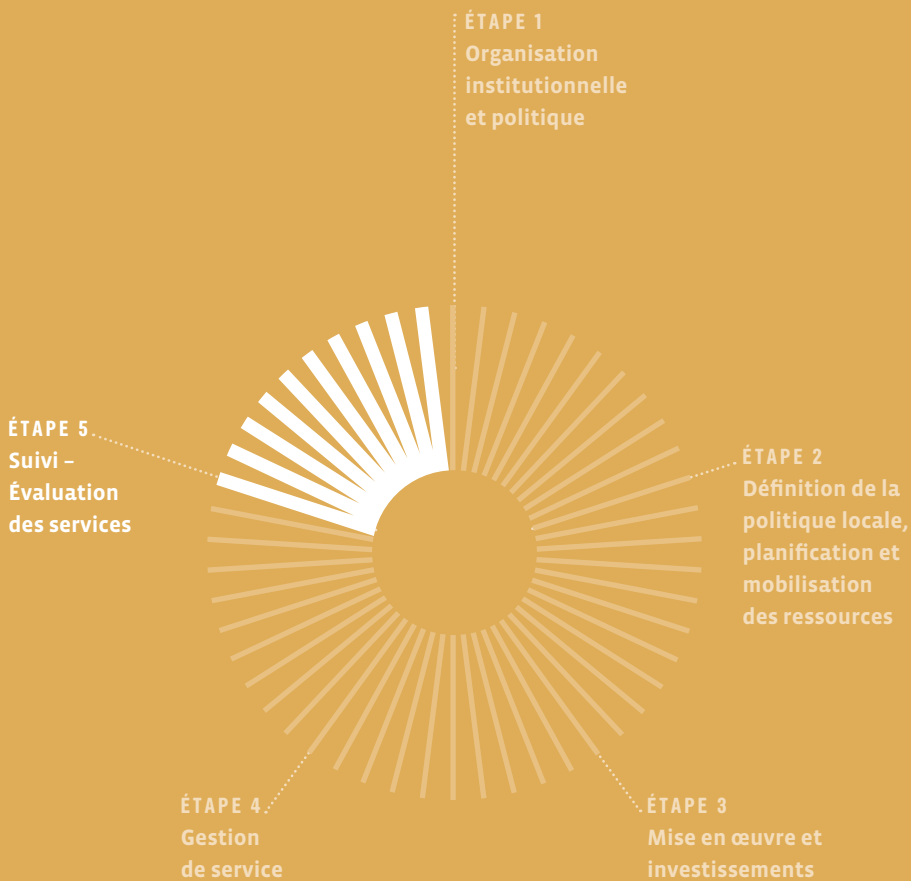 ÉTAPE 1
Organisation
institutionnelle
et politique
ÉTAPE 2
Définition de la
politique locale,
planification et
mobilisation
des ressources
ÉTAPE 3
Mise en œuvre et
investissements
ÉTAPE 4
Gestion
de service
ÉTAPE 5
Suivi –
Évaluation
des services